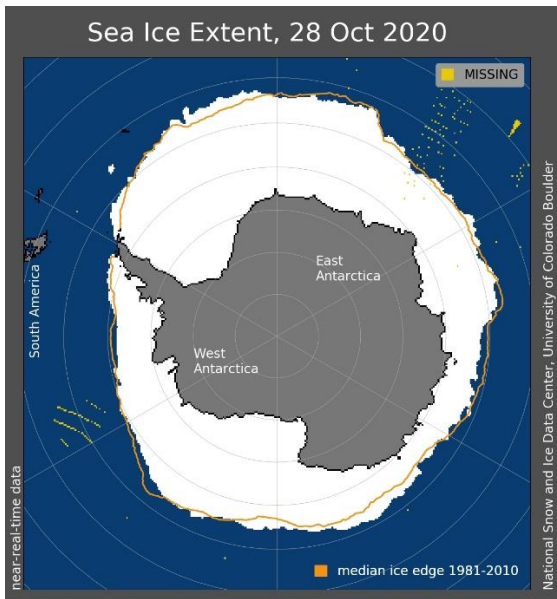 Sea Ice Extent, 28 Oct 2020
MISSING
East
Antarctica
West
Antarctica
South America
near-real-time data
median ice edge 1981-2010
National Snow and Ice Data Center, University of Colorado Boulder